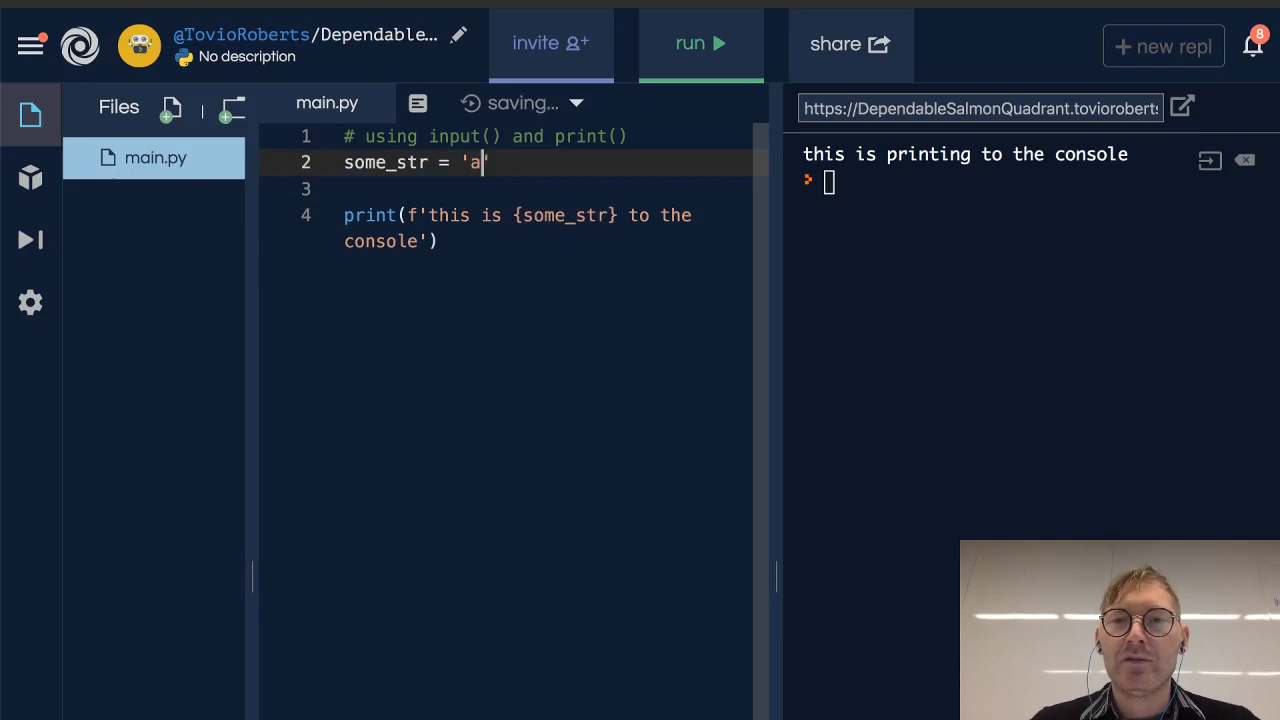 @TovioRoberts/Dependable...
No description
invite
run
share
+ new repl
8
Files
main.py
saving...
https://DependableSalmonQuadrant.tovioroberts
main.py
1 # using input() and print()
2 some_str = 'a'
3
4 print(f'this is {some_str} to the
console')
this is printing to the console